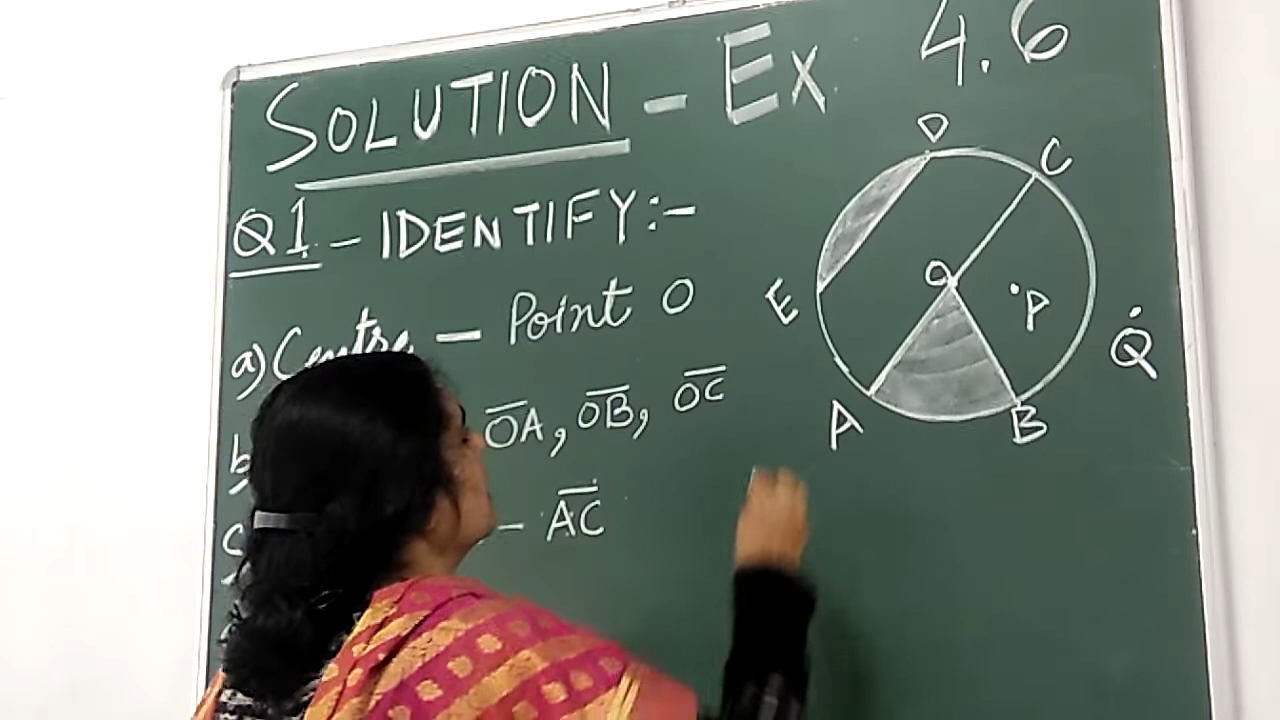 SOLUTION - Ex 4.6
Q1 - IDENTIFY :-
a) Centre - Point O
b OA, OB, OC
c - AC
D
C
O
E
P
Q
A
B